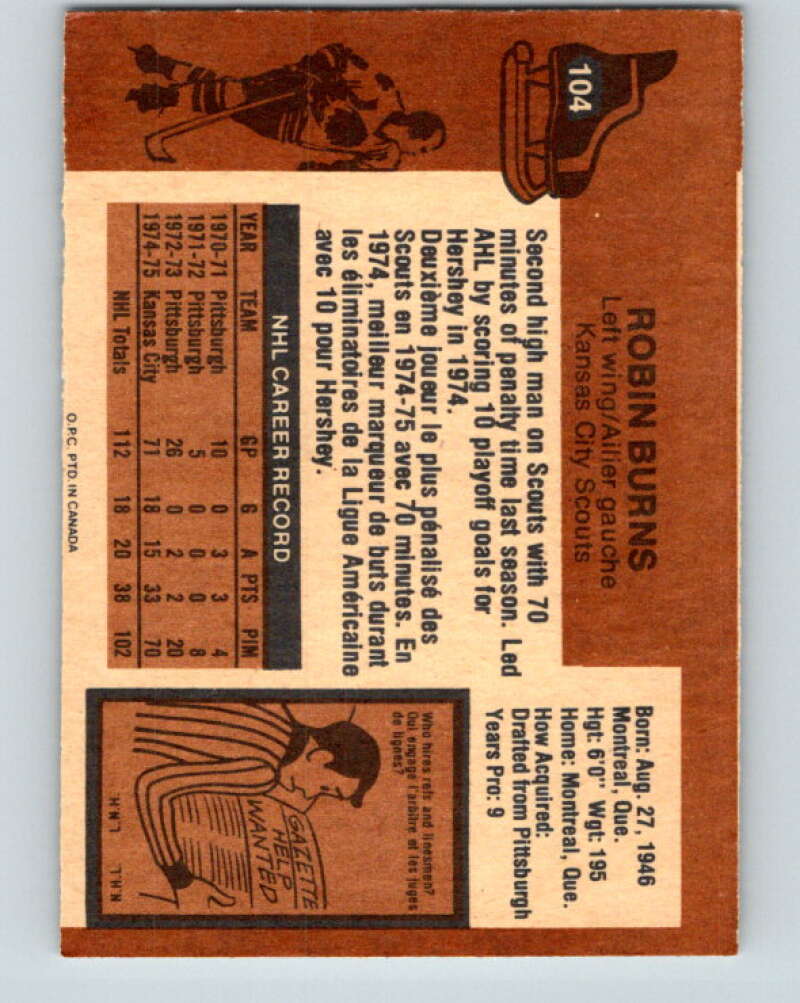 104
ROBIN BURNS
Left wing/Ailier gauche
Kansas City Scouts
Born: Aug. 27, 1946
Montreal, Que.
Hgt: 6'0" Wgt: 195
Home: Montreal, Que.
How Acquired:
Drafted from Pittsburgh
Years Pro: 9
Second high man on Scouts with 70
minutes of penalty time last season. Led
AHL by scoring 10 playoff goals for
Hershey in 1974.
Deuxième joueur le plus pénalisé des
Scouts en 1974-75 avec 70 minutes. En
1974, meilleur marqueur de buts durant
les éliminatoires de la Ligue Américaine
avec 10 pour Hershey.
NHL CAREER RECORD
YEAR TEAM GP G A PTS PIM
1970-71 Pittsburgh 10 0 3 3 4
1971-72 Pittsburgh 5 0 0 0 8
1972-73 Pittsburgh 26 0 2 2 20
1974-75 Kansas City 71 18 15 33 70
NHL Totals 112 18 20 38 102
Who hires refs and linesmen?
Qui engage l'arbitre et les juges
de lignes?
GAZETTE
HELP
WANTED
NHL. LNH.
O.P.C. PTD. IN CANADA